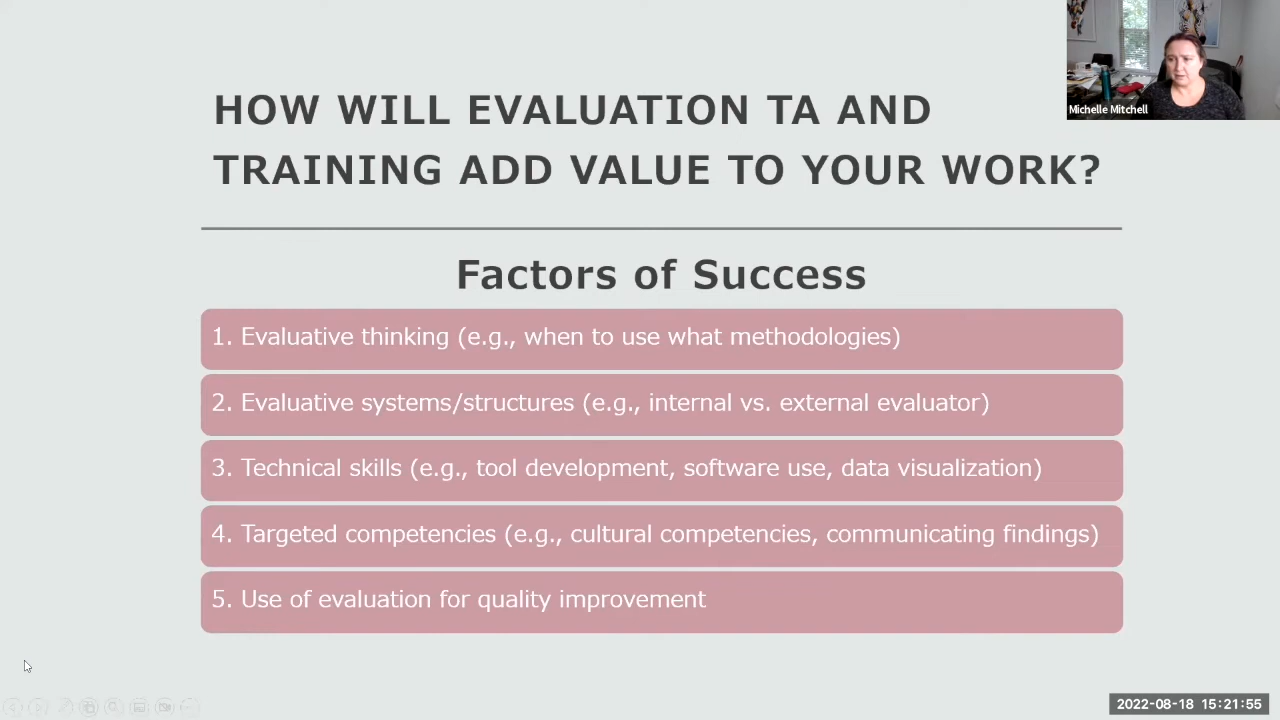 HOW WILL EVALUATION TA AND
TRAINING ADD VALUE TO YOUR WORK?
Michelle Mitchell
Factors of Success
1. Evaluative thinking (e.g., when to use what methodologies)
2. Evaluative systems/structures (e.g., internal vs. external evaluator)
3. Technical skills (e.g., tool development, software use, data visualization)
4. Targeted competencies (e.g., cultural competencies, communicating findings)
5. Use of evaluation for quality improvement
2022-08-18 15:21:55